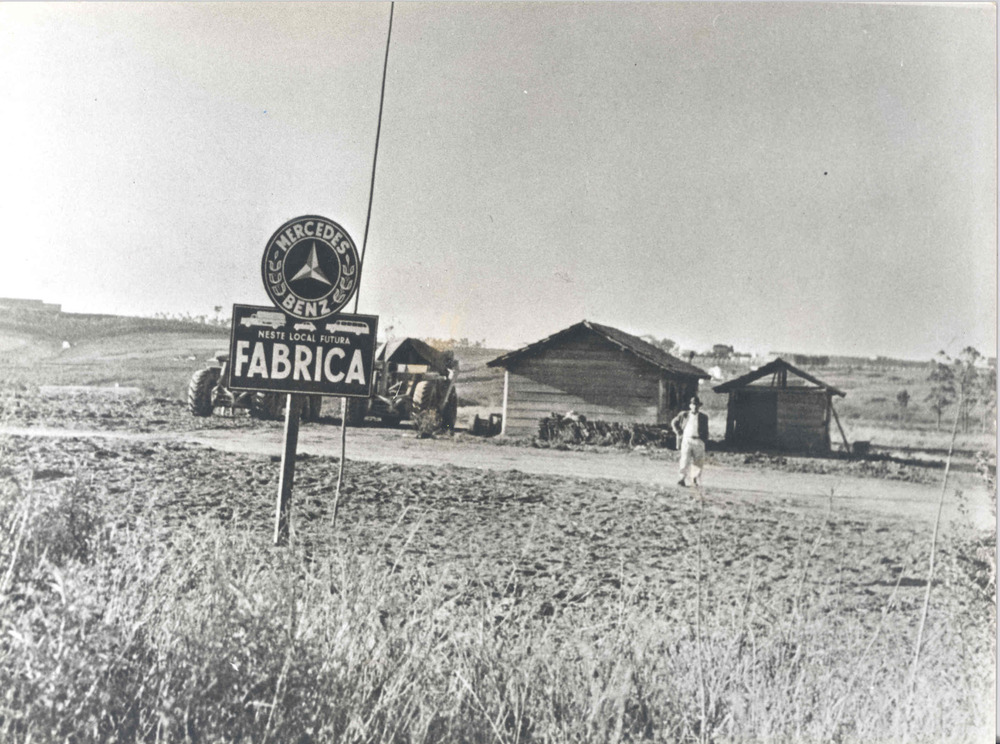 MERCEDES
BENZ
NESTE LOCAL FUTURA
FABRICA